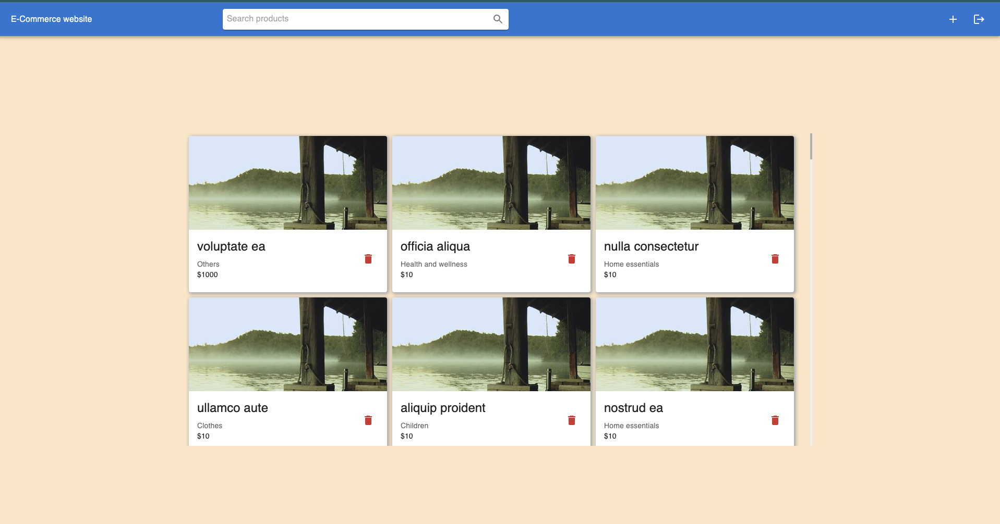 E-Commerce website
Search products
voluptate ea
Others
$1000
officia aliqua
Health and wellness
$10
nulla consectetur
Home essentials
$10
ullamco aute
Clothes
$10
aliquip proident
Children
$10
nostrud ea
Home essentials
$10